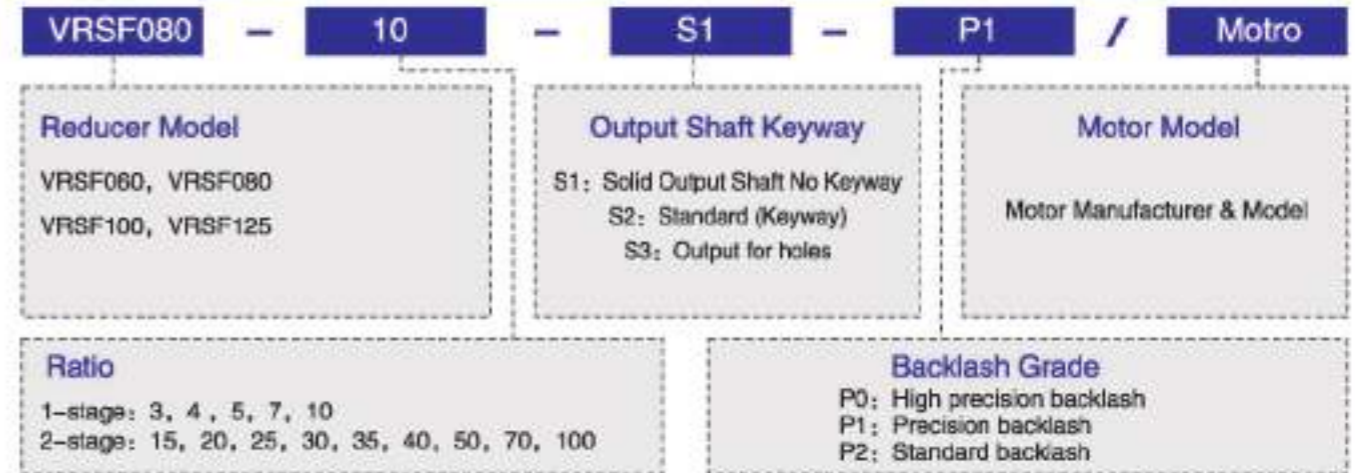 VRSF080 – 10 – S1 – P1 / Motro
Reducer Model
VRSF060, VRSF080
VRSF100, VRSF125
Output Shaft Keyway
S1: Solid Output Shaft No Keyway
S2: Standard (Keyway)
S3: Output for holes
Motor Model
Motor Manufacturer & Model
Ratio
1-stage: 3, 4 , 5, 7, 10
2-stage: 15, 20, 25, 30, 35, 40, 50, 70, 100
Backlash Grade
P0: High precision backlash
P1: Precision backlash
P2: Standard backlash